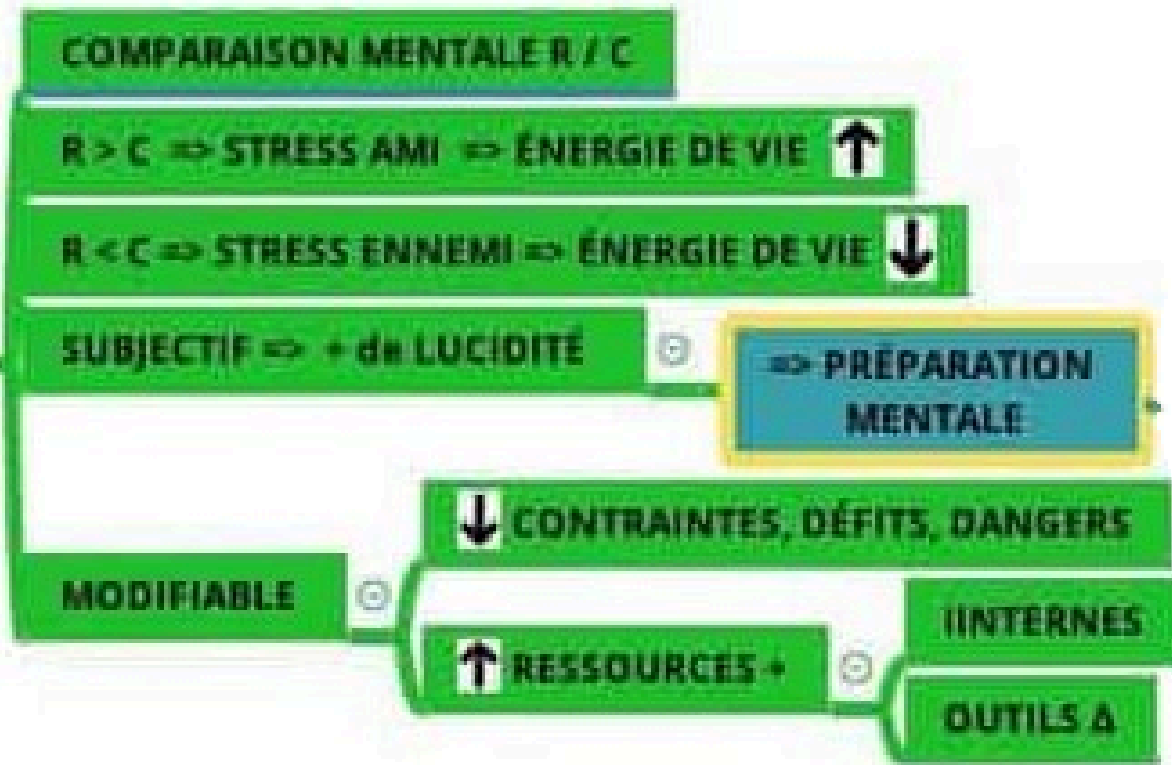 COMPARAISON MENTALE R / C
R > C => STRESS AMI => ÉNERGIE DE VIE ↑
R < C => STRESS ENNEMI => ÉNERGIE DE VIE ↓
SUBJECTIF => + de LUCIDITÉ
=> PRÉPARATION
MENTALE
↓ CONTRAINTES, DÉFITS, DANGERS
MODIFIABLE
↑ RESSOURCES +
IINTERNES
OUTILS Δ